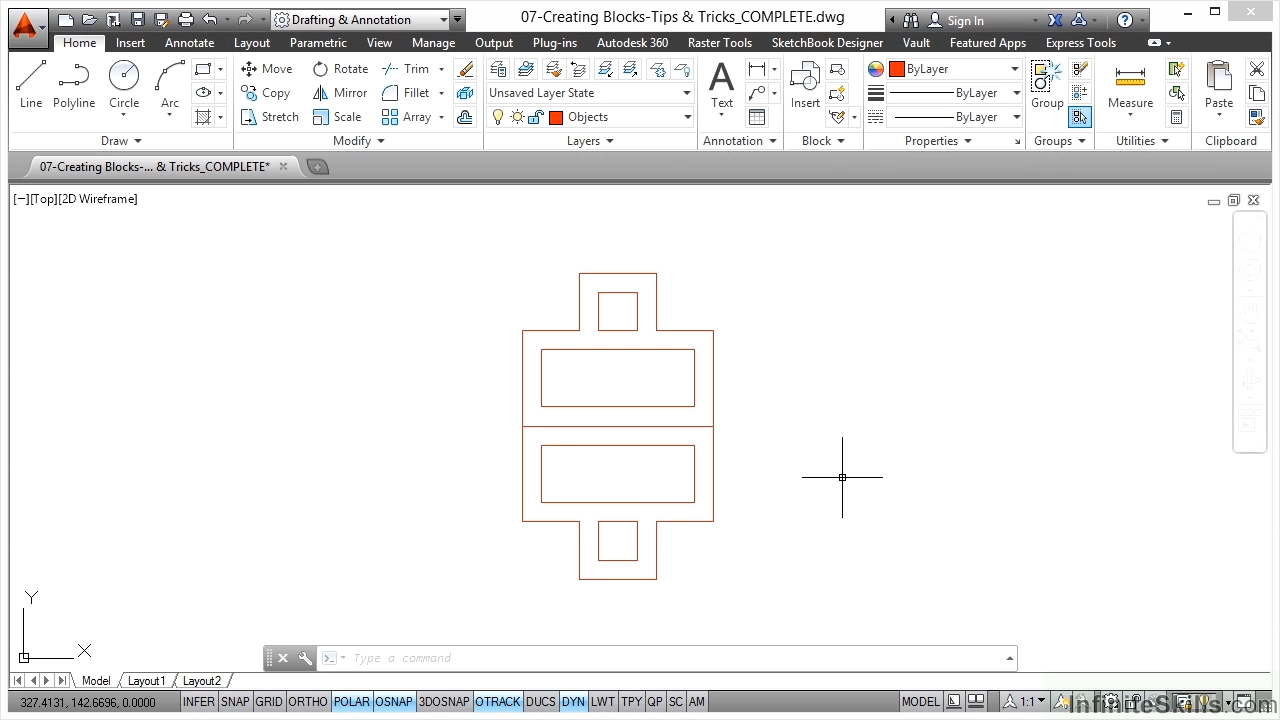 Drafting & Annotation
07-Creating Blocks-Tips & Tricks_COMPLETE.dwg
Sign In
Home Insert Annotate Layout Parametric View Manage Output Plug-ins Autodesk 360 Raster Tools SketchBook Designer Vault Featured Apps Express Tools
Move Rotate Trim ByLayer
Unsaved Layer State
Copy Mirror Fillet ByLayer
Line Polyline Circle Arc Text Insert Group Measure Paste
Stretch Scale Array Objects ByLayer
Draw Modify Layers Annotation Block Properties Groups Utilities Clipboard
07-Creating Blocks-... & Tricks_COMPLETE*
[−][Top][2D Wireframe]
Y
X
Type a command
Model Layout1 Layout2
327.4131, 142.6696, 0.0000 INFER SNAP GRID ORTHO POLAR OSNAP 3DOSNAP OTRACK DUCS DYN LWT TPY QP SC AM MODEL 1:1
InfiniteSkills.com